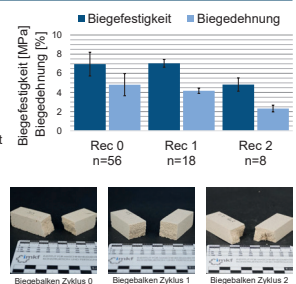 Biegefestigkeit Biegedehnung
Biegefestigkeit [MPa]
Biegedehnung [%]
10
8
6
4
2
0
t
Rec 0 Rec 1 Rec 2
n=56 n=18 n=8
Biegebalken Zyklus 0 Biegebalken Zyklus 1 Biegebalken Zyklus 2